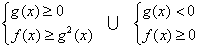 { g(x) ≥ 0 ∪ { g(x) < 0
{ f(x) ≥ g²(x) { f(x) ≥ 0